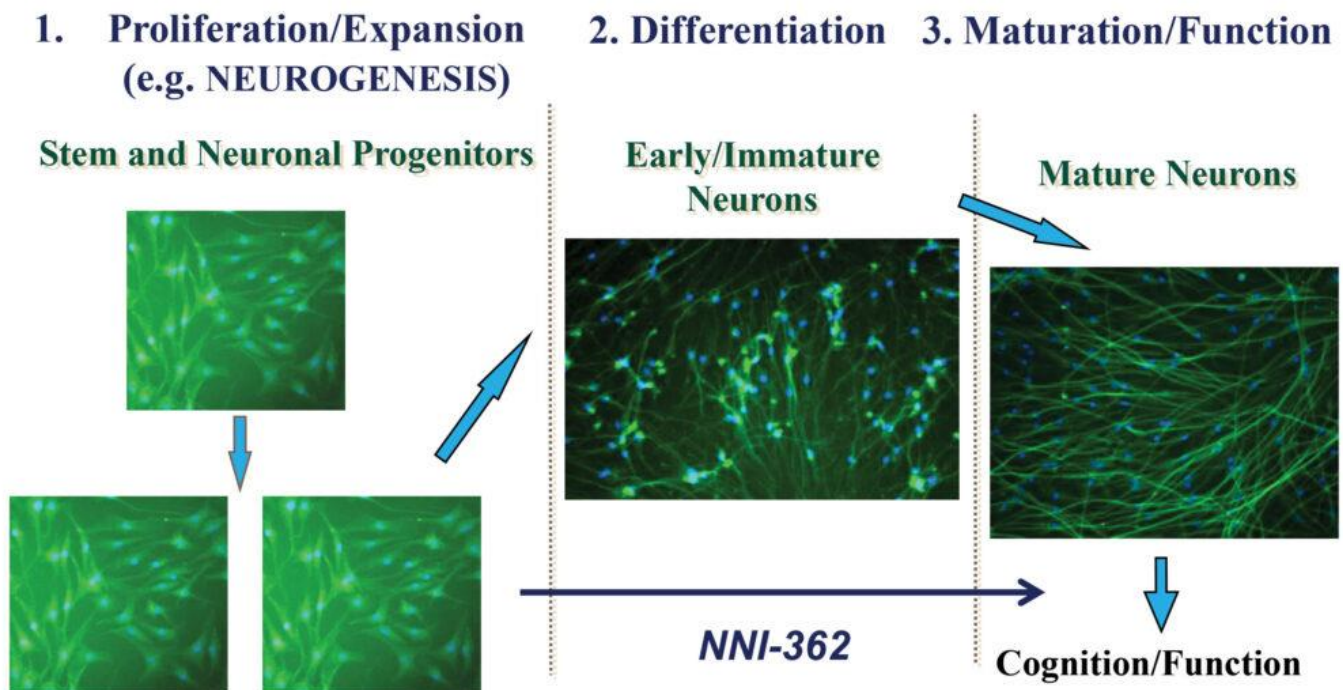 1. Proliferation/Expansion
(e.g. NEUROGENESIS)
2. Differentiation
3. Maturation/Function
Stem and Neuronal Progenitors
Early/Immature
Neurons
Mature Neurons
NNI-362
Cognition/Function